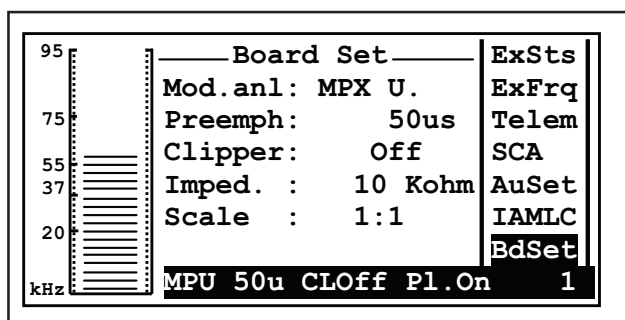 95
75
55
37
20
kHz
Board Set
Mod.anl: MPX U.
Preemph: 50us
Clipper: Off
Imped. : 10 Kohm
Scale : 1:1
ExSts
ExFrq
Telem
SCA
AuSet
IAMLC
BdSet
MPU 50u CLOff Pl.On 1